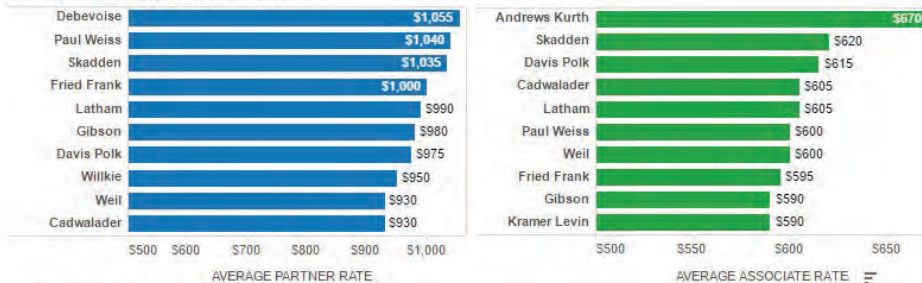 Debevoise $1,055
Paul Weiss $1,040
Skadden $1,035
Fried Frank $1,000
Latham $990
Gibson $980
Davis Polk $975
Willkie $950
Weil $930
Cadwalader $930
$500 $600 $700 $800 $900 $1,000
AVERAGE PARTNER RATE
Andrews Kurth $670
Skadden $620
Davis Polk $615
Cadwalader $605
Latham $605
Paul Weiss $600
Weil $600
Fried Frank $595
Gibson $590
Kramer Levin $590
$500 $550 $600 $650
AVERAGE ASSOCIATE RATE